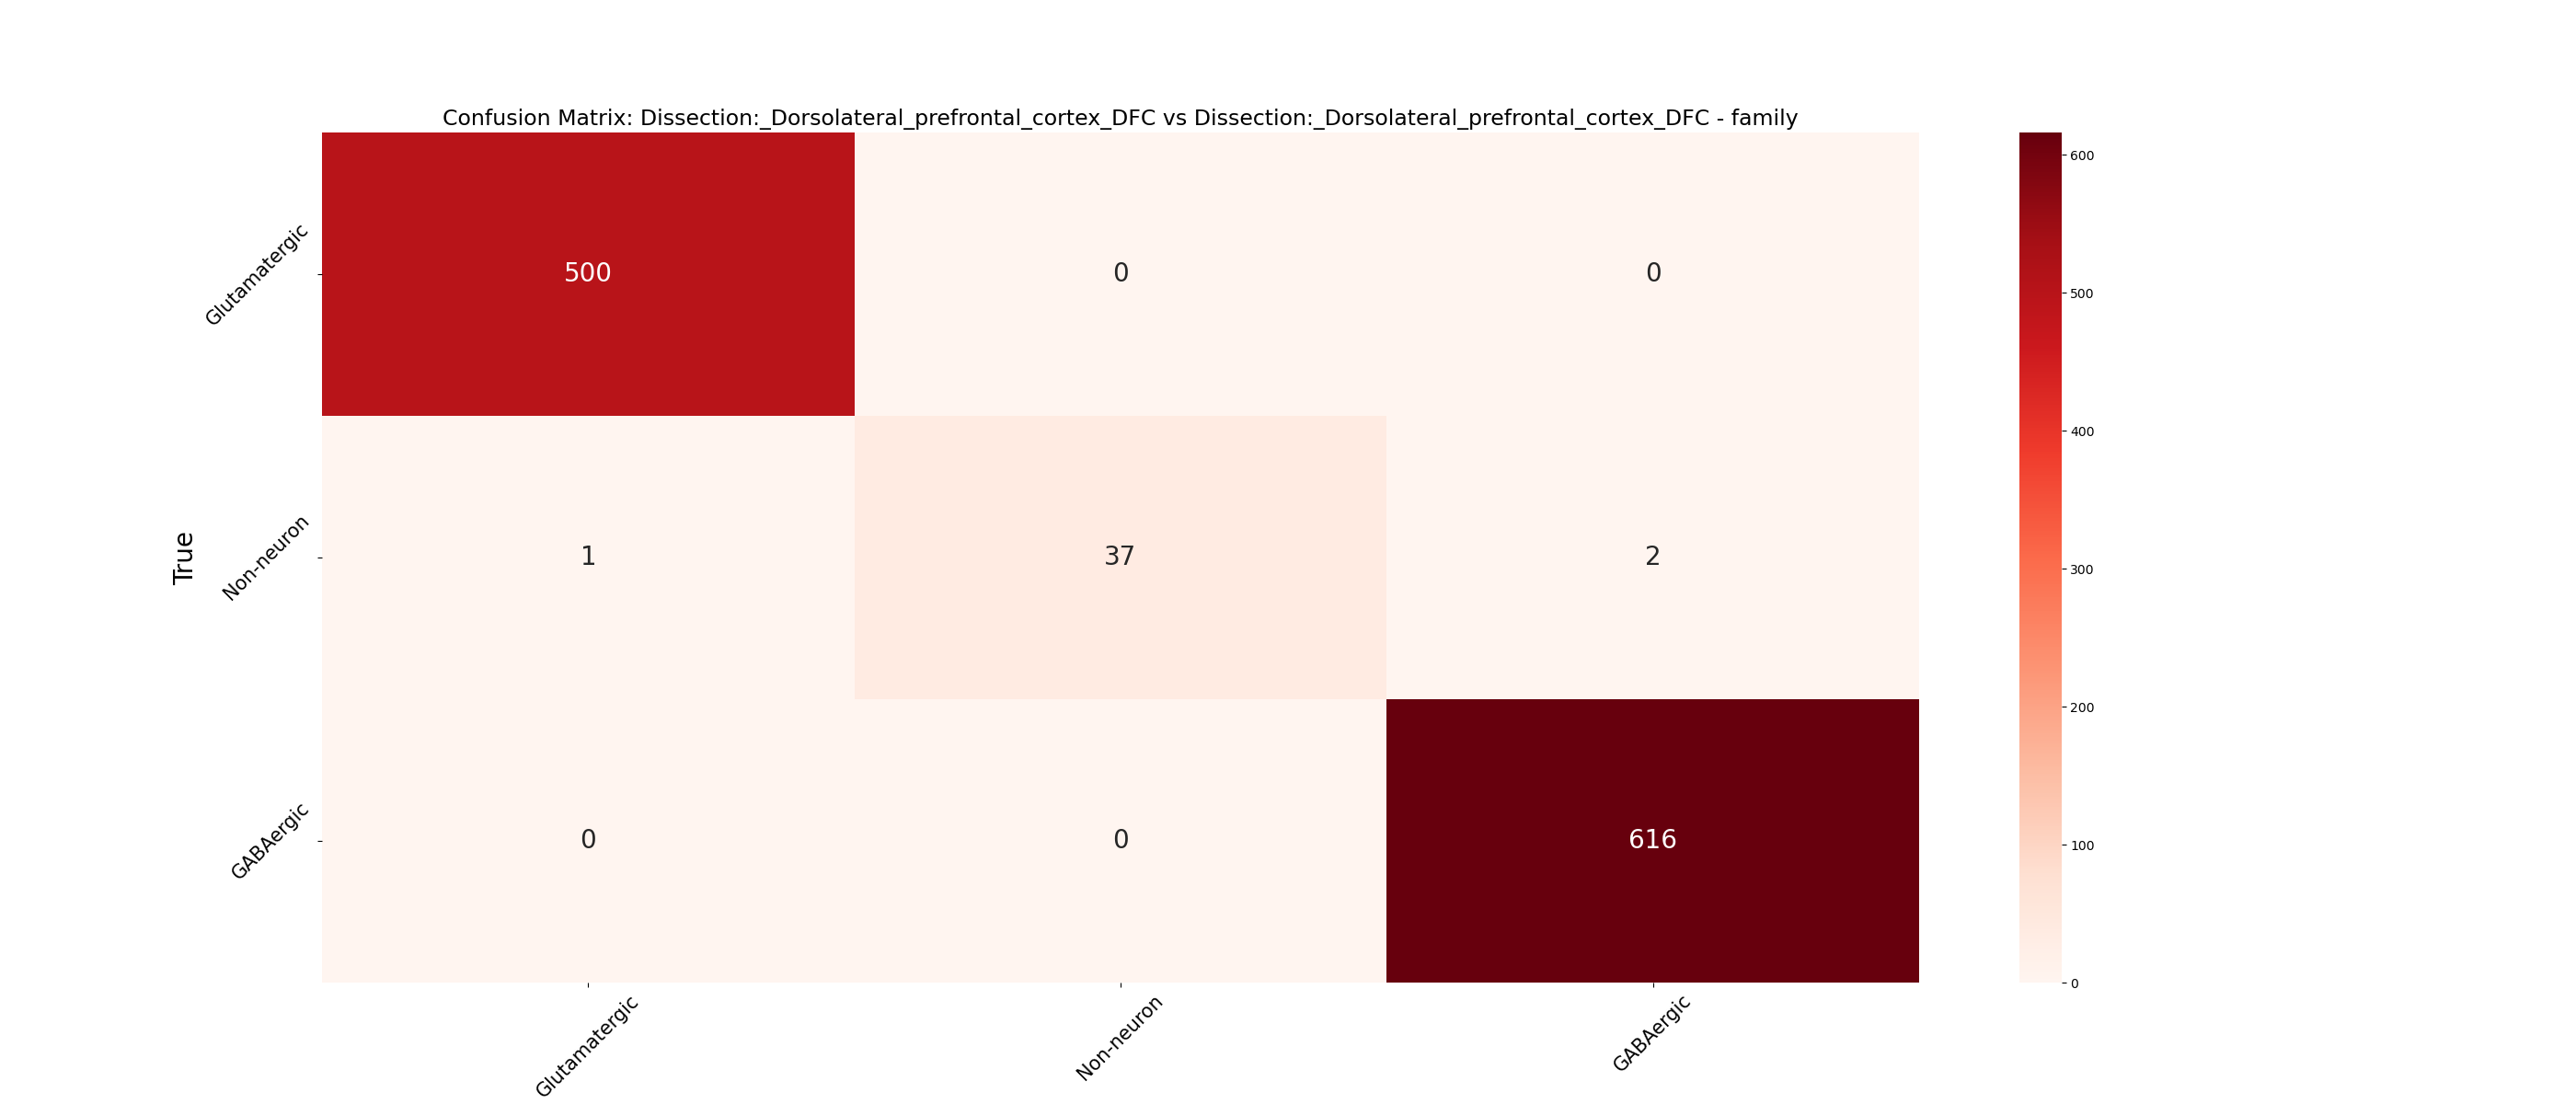 Confusion Matrix: Dissection:_Dorsolateral_prefrontal_cortex_DFC vs Dissection:_Dorsolateral_prefrontal_cortex_DFC - family
Glutamatergic
500
0
0
Non-neuron
1
37
2
GABAergic
0
0
616
True
Glutamatergic
Non-neuron
GABAergic
600
500
400
300
200
100
0